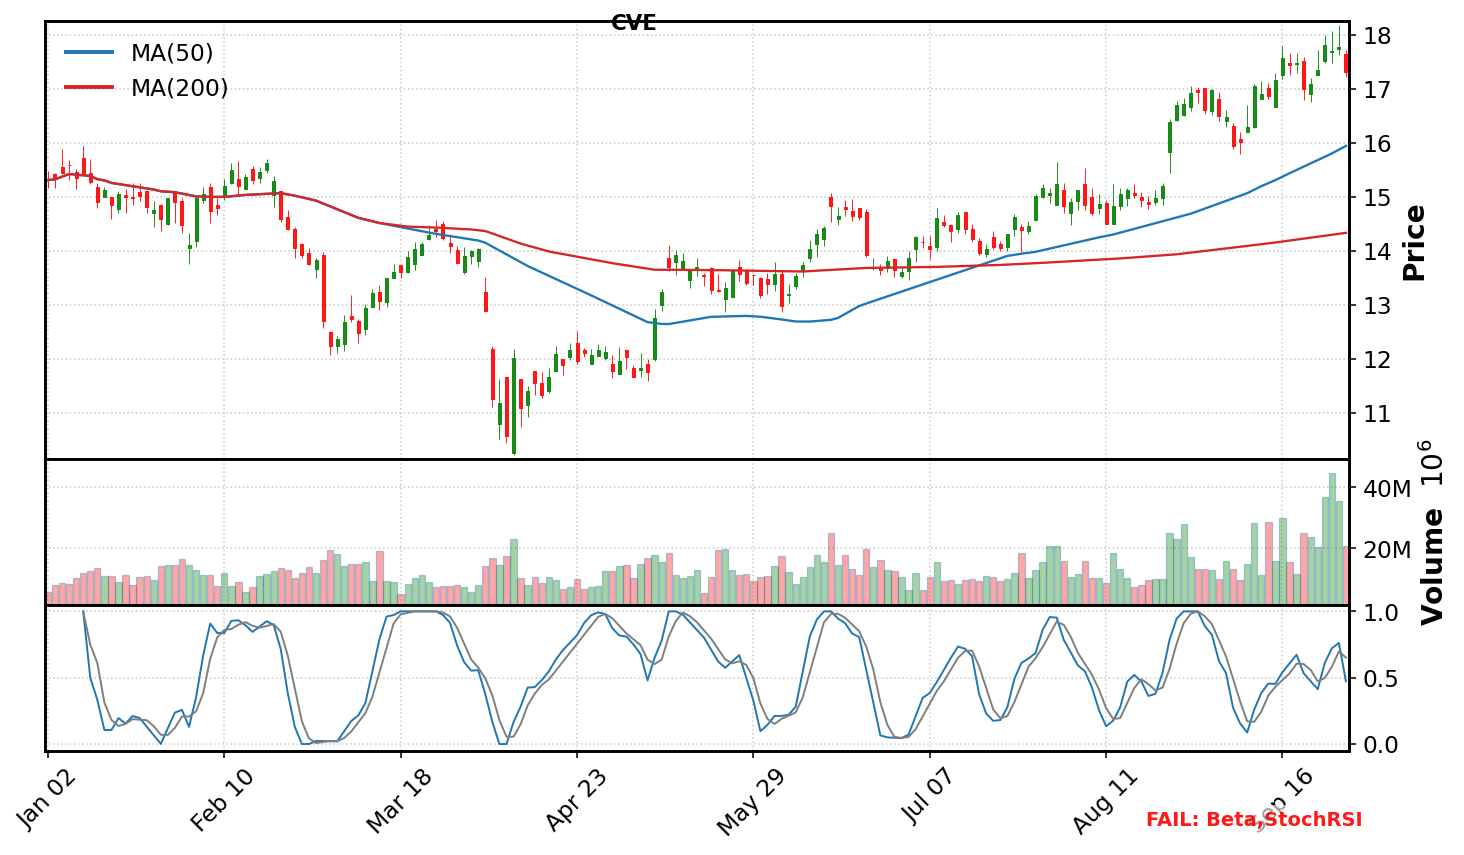 CVE
MA(50)
MA(200)
18
17
16
15
14
13
12
11
Price
40M
20M
Volume 10^6
1.0
0.5
0.0
Jan 02
Feb 10
Mar 18
Apr 23
May 29
Jul 07
Aug 11
Sep 16
FAIL: Beta,StochRSI